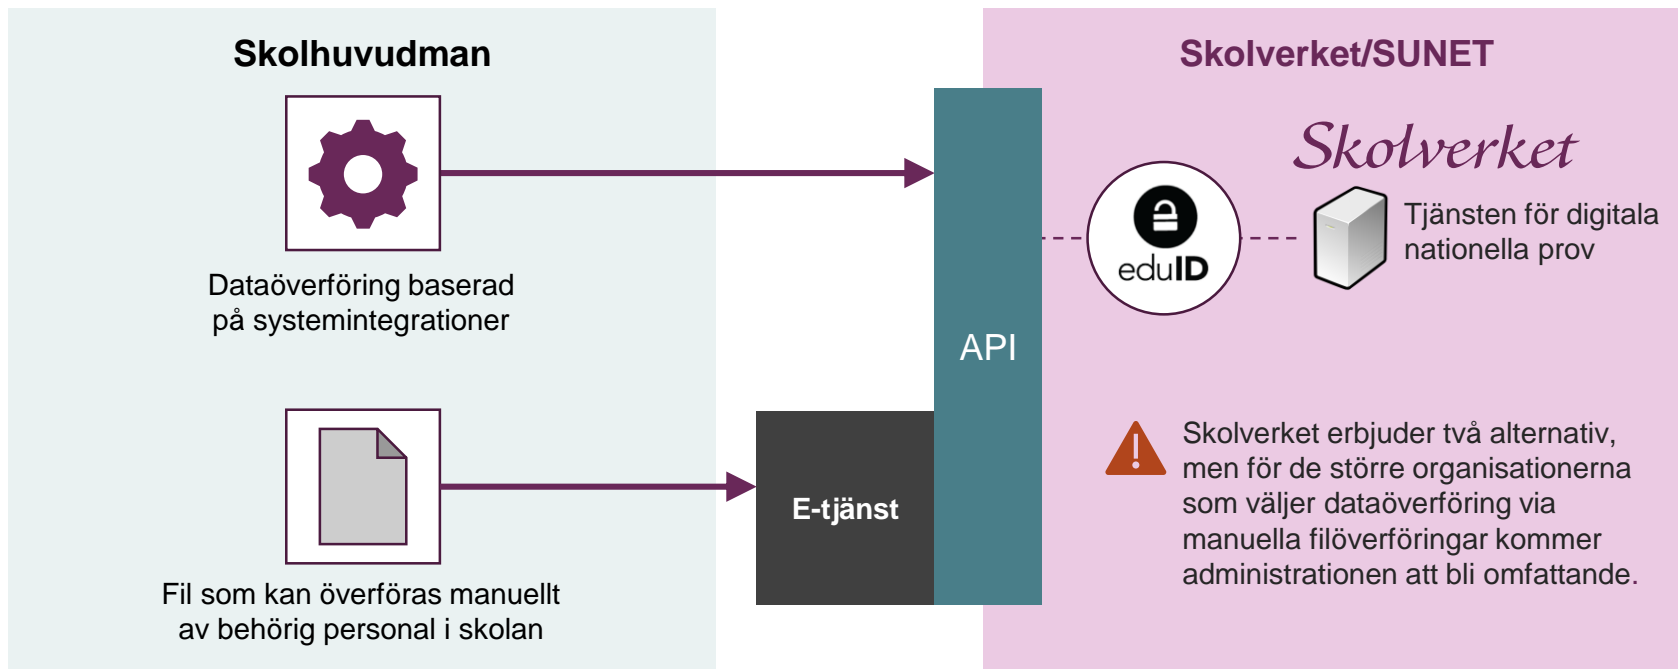 Skolhuvudman
Dataöverföring baserad
på systemintegrationer
Fil som kan överföras manuellt
av behörig personal i skolan
E-tjänst
API
Skolverket/SUNET
Skolverket
eduID
Tjänsten för digitala
nationella prov
Skolverket erbjuder två alternativ,
men för de större organisationerna
som väljer dataöverföring via
manuella filöverföringar kommer
administrationen att bli omfattande.